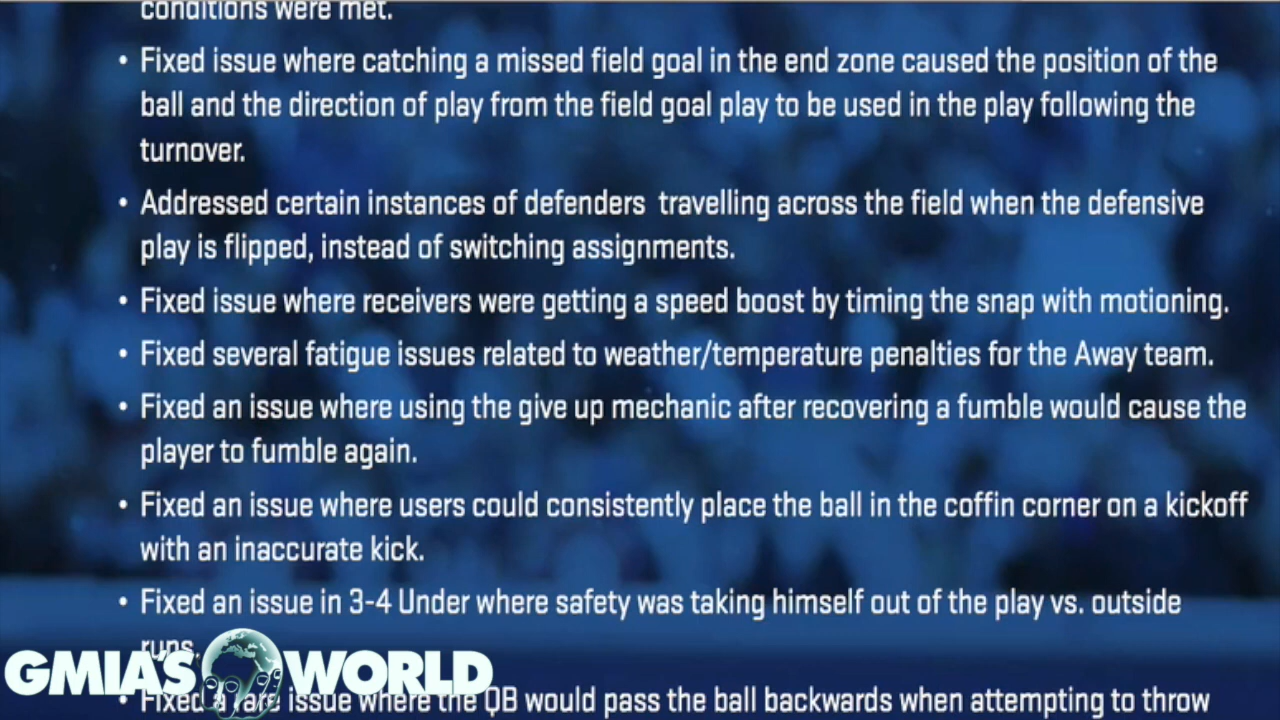 conditions were met.
• Fixed issue where catching a missed field goal in the end zone caused the position of the
ball and the direction of play from the field goal play to be used in the play following the
turnover.
• Addressed certain instances of defenders  travelling across the field when the defensive
play is flipped, instead of switching assignments.
• Fixed issue where receivers were getting a speed boost by timing the snap with motioning.
• Fixed several fatigue issues related to weather/temperature penalties for the Away team.
• Fixed an issue where using the give up mechanic after recovering a fumble would cause the
player to fumble again.
• Fixed an issue where users could consistently place the ball in the coffin corner on a kickoff
with an inaccurate kick.
• Fixed an issue in 3-4 Under where safety was taking himself out of the play vs. outside
runs.
GMIA'S WORLD
• Fixed a rare issue where the QB would pass the ball backwards when attempting to throw